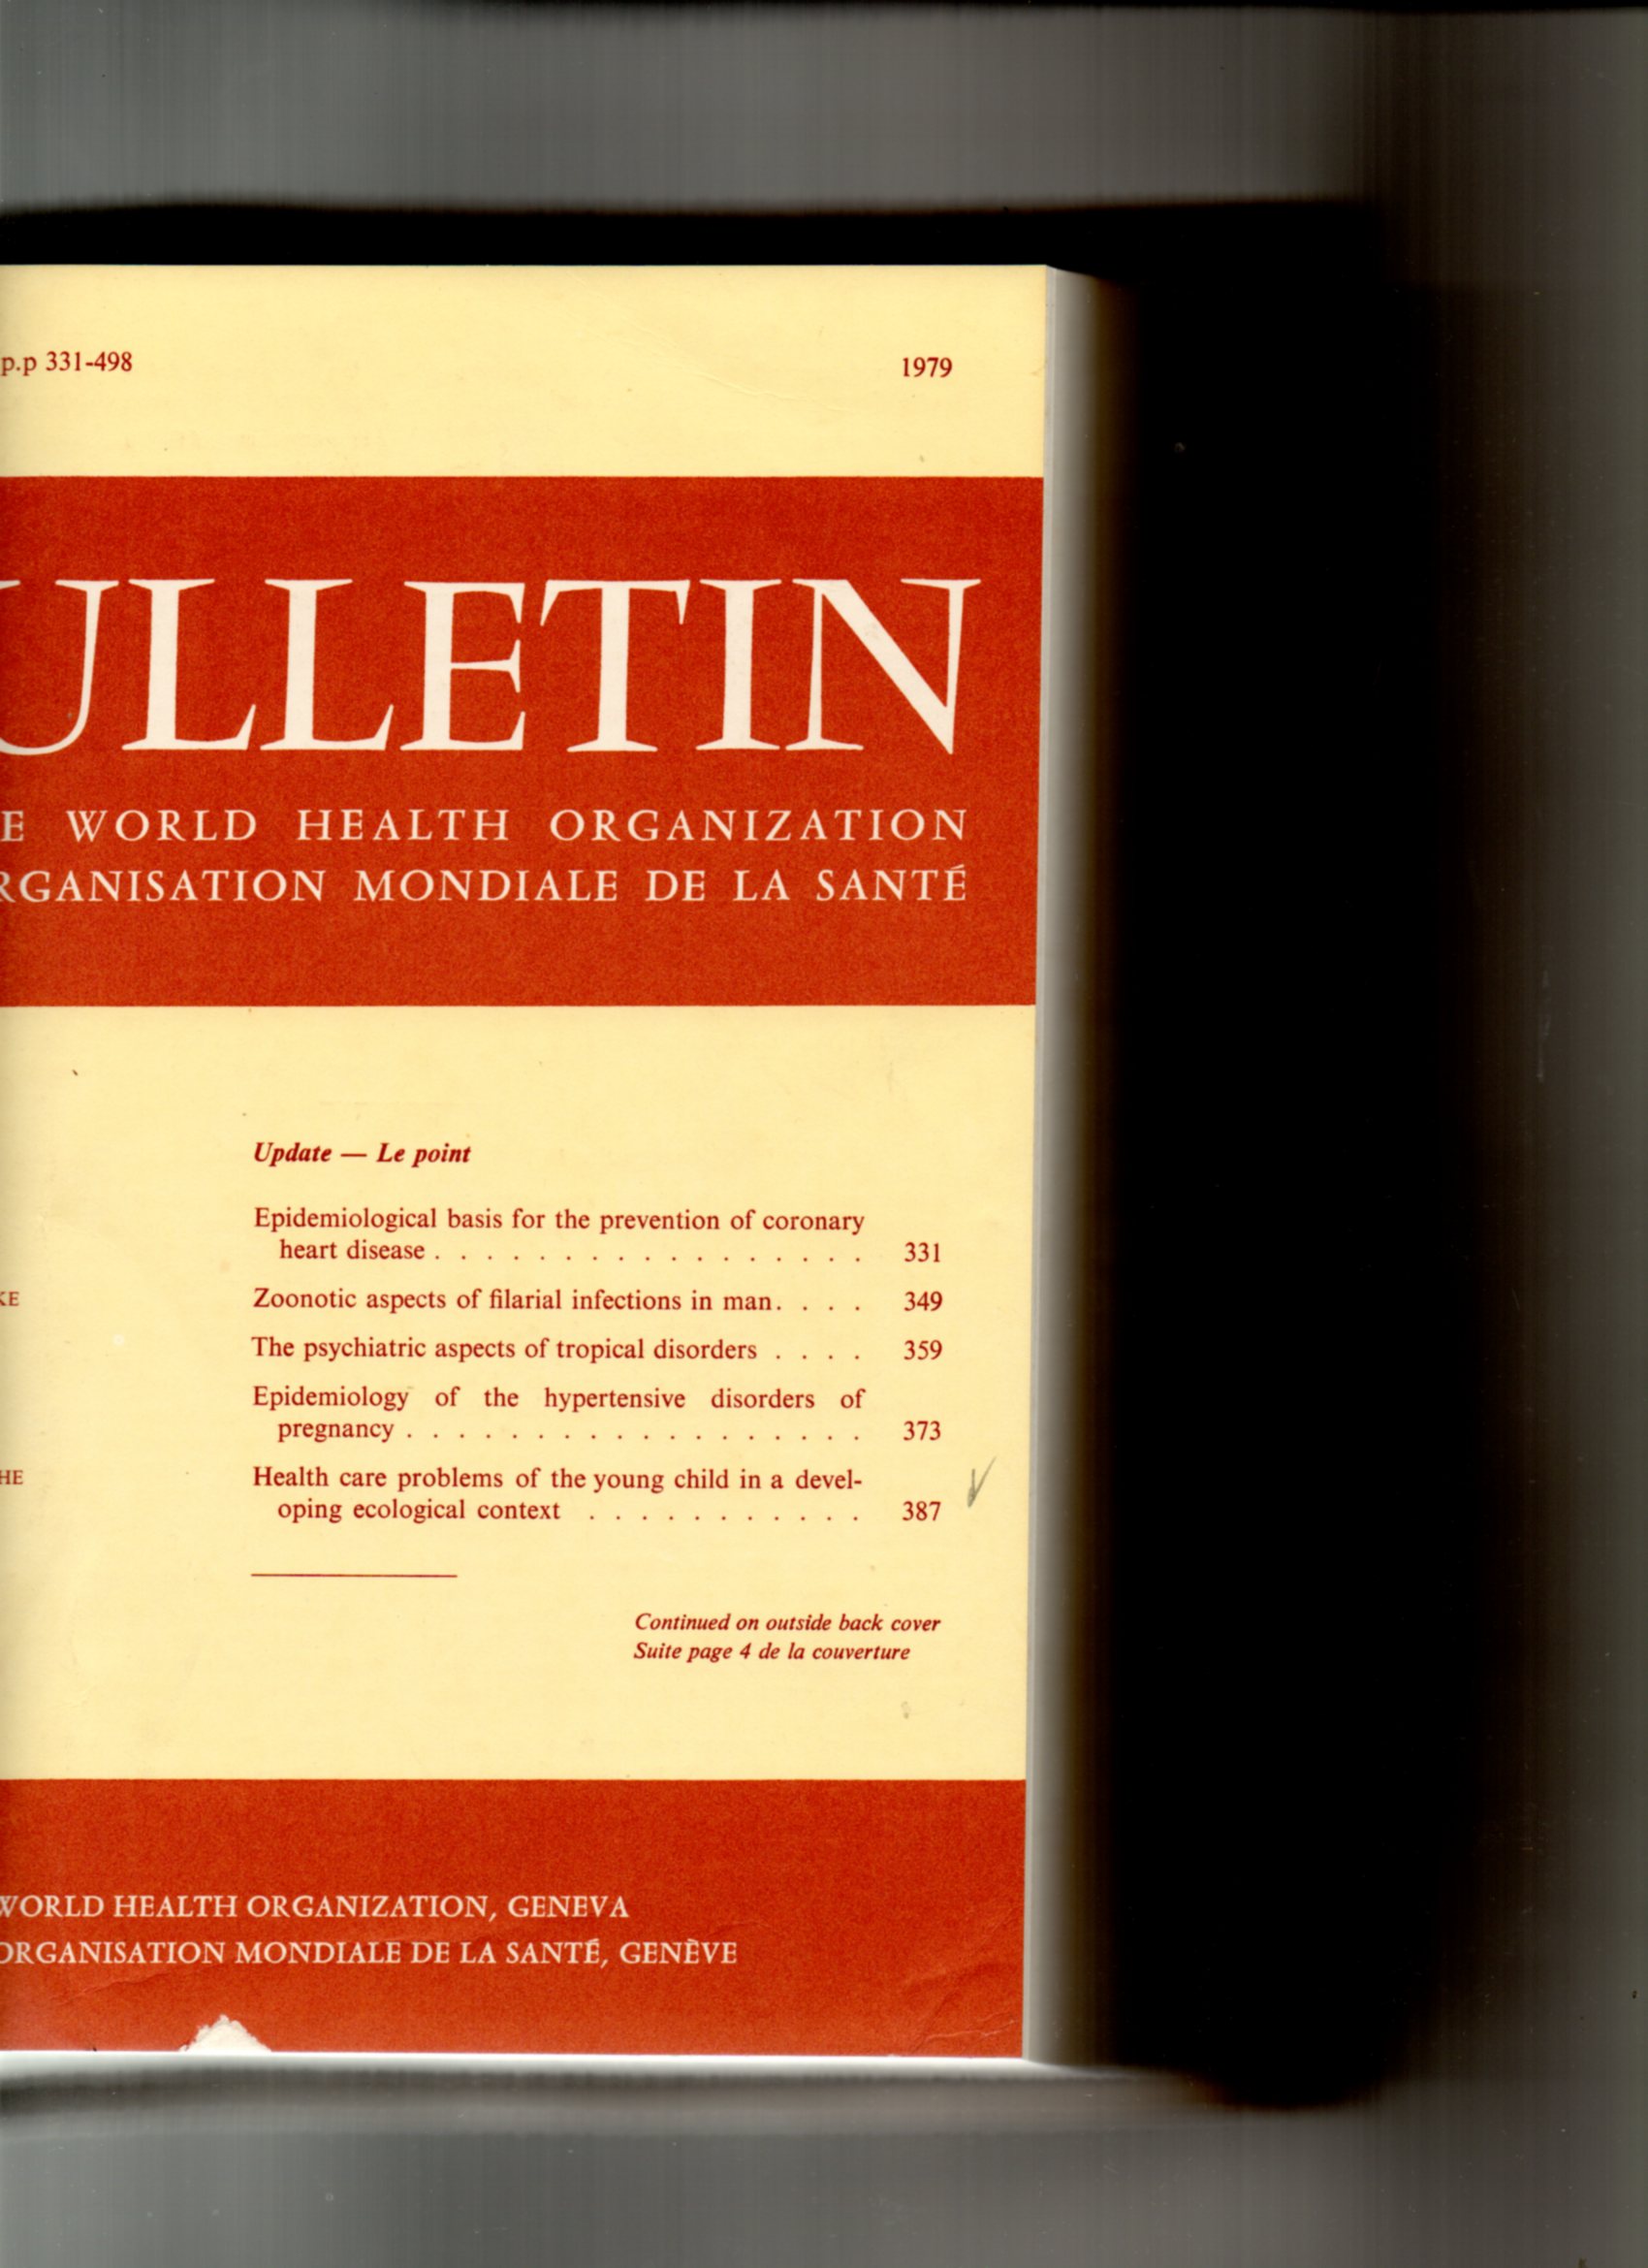 p.p 331-498 1979
ULLETIN
E WORLD HEALTH ORGANIZATION
RGANISATION MONDIALE DE LA SANTÉ
Update — Le point
Epidemiological basis for the prevention of coronary
heart disease . . . . . . . . . . . . . . . . . 331
KE
Zoonotic aspects of filarial infections in man. . . . 349
The psychiatric aspects of tropical disorders . . . . 359
Epidemiology of the hypertensive disorders of
pregnancy . . . . . . . . . . . . . . . . . . 373
HE
Health care problems of the young child in a devel-
oping ecological context . . . . . . . . . . . 387
Continued on outside back cover
Suite page 4 de la couverture
WORLD HEALTH ORGANIZATION, GENEVA
ORGANISATION MONDIALE DE LA SANTÉ, GENÈVE